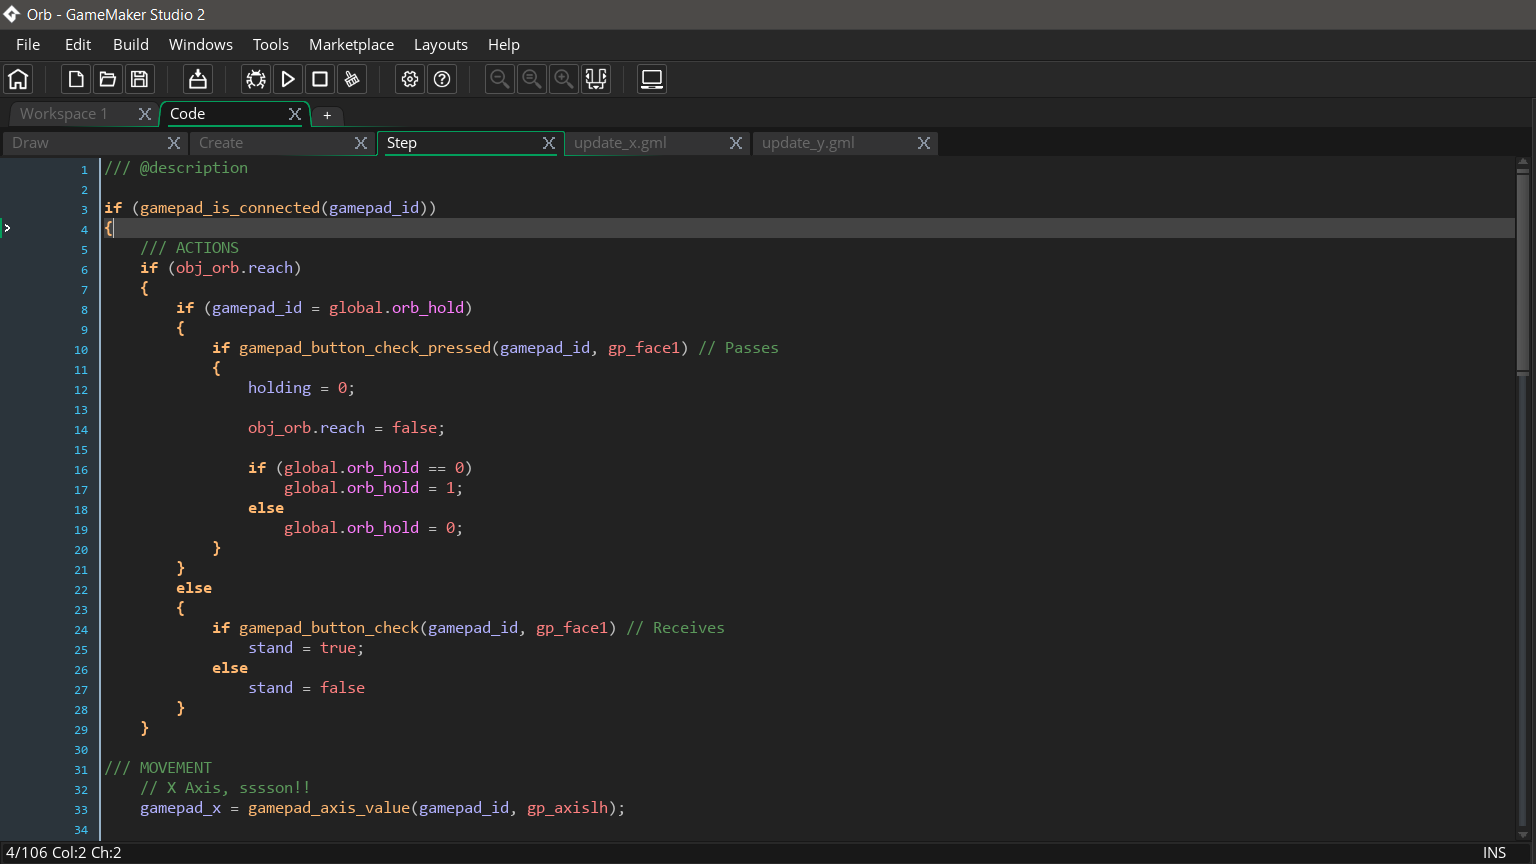 Orb - GameMaker Studio 2
File Edit Build Windows Tools Marketplace Layouts Help
Workspace 1 Code +
Draw Create Step update_x.gml update_y.gml
1 /// @description
2
3 if (gamepad_is_connected(gamepad_id))
4 {
5     /// ACTIONS
6     if (obj_orb.reach)
7     {
8         if (gamepad_id = global.orb_hold)
9         {
10             if gamepad_button_check_pressed(gamepad_id, gp_face1) // Passes
11             {
12                 holding = 0;
13
14                 obj_orb.reach = false;
15
16                 if (global.orb_hold == 0)
17                     global.orb_hold = 1;
18                 else
19                     global.orb_hold = 0;
20             }
21         }
22         else
23         {
24             if gamepad_button_check(gamepad_id, gp_face1) // Receives
25                 stand = true;
26             else
27                 stand = false
28         }
29     }
30
31 /// MOVEMENT
32     // X Axis, sssson!!
33     gamepad_x = gamepad_axis_value(gamepad_id, gp_axislh);
34
4/106 Col:2 Ch:2 INS